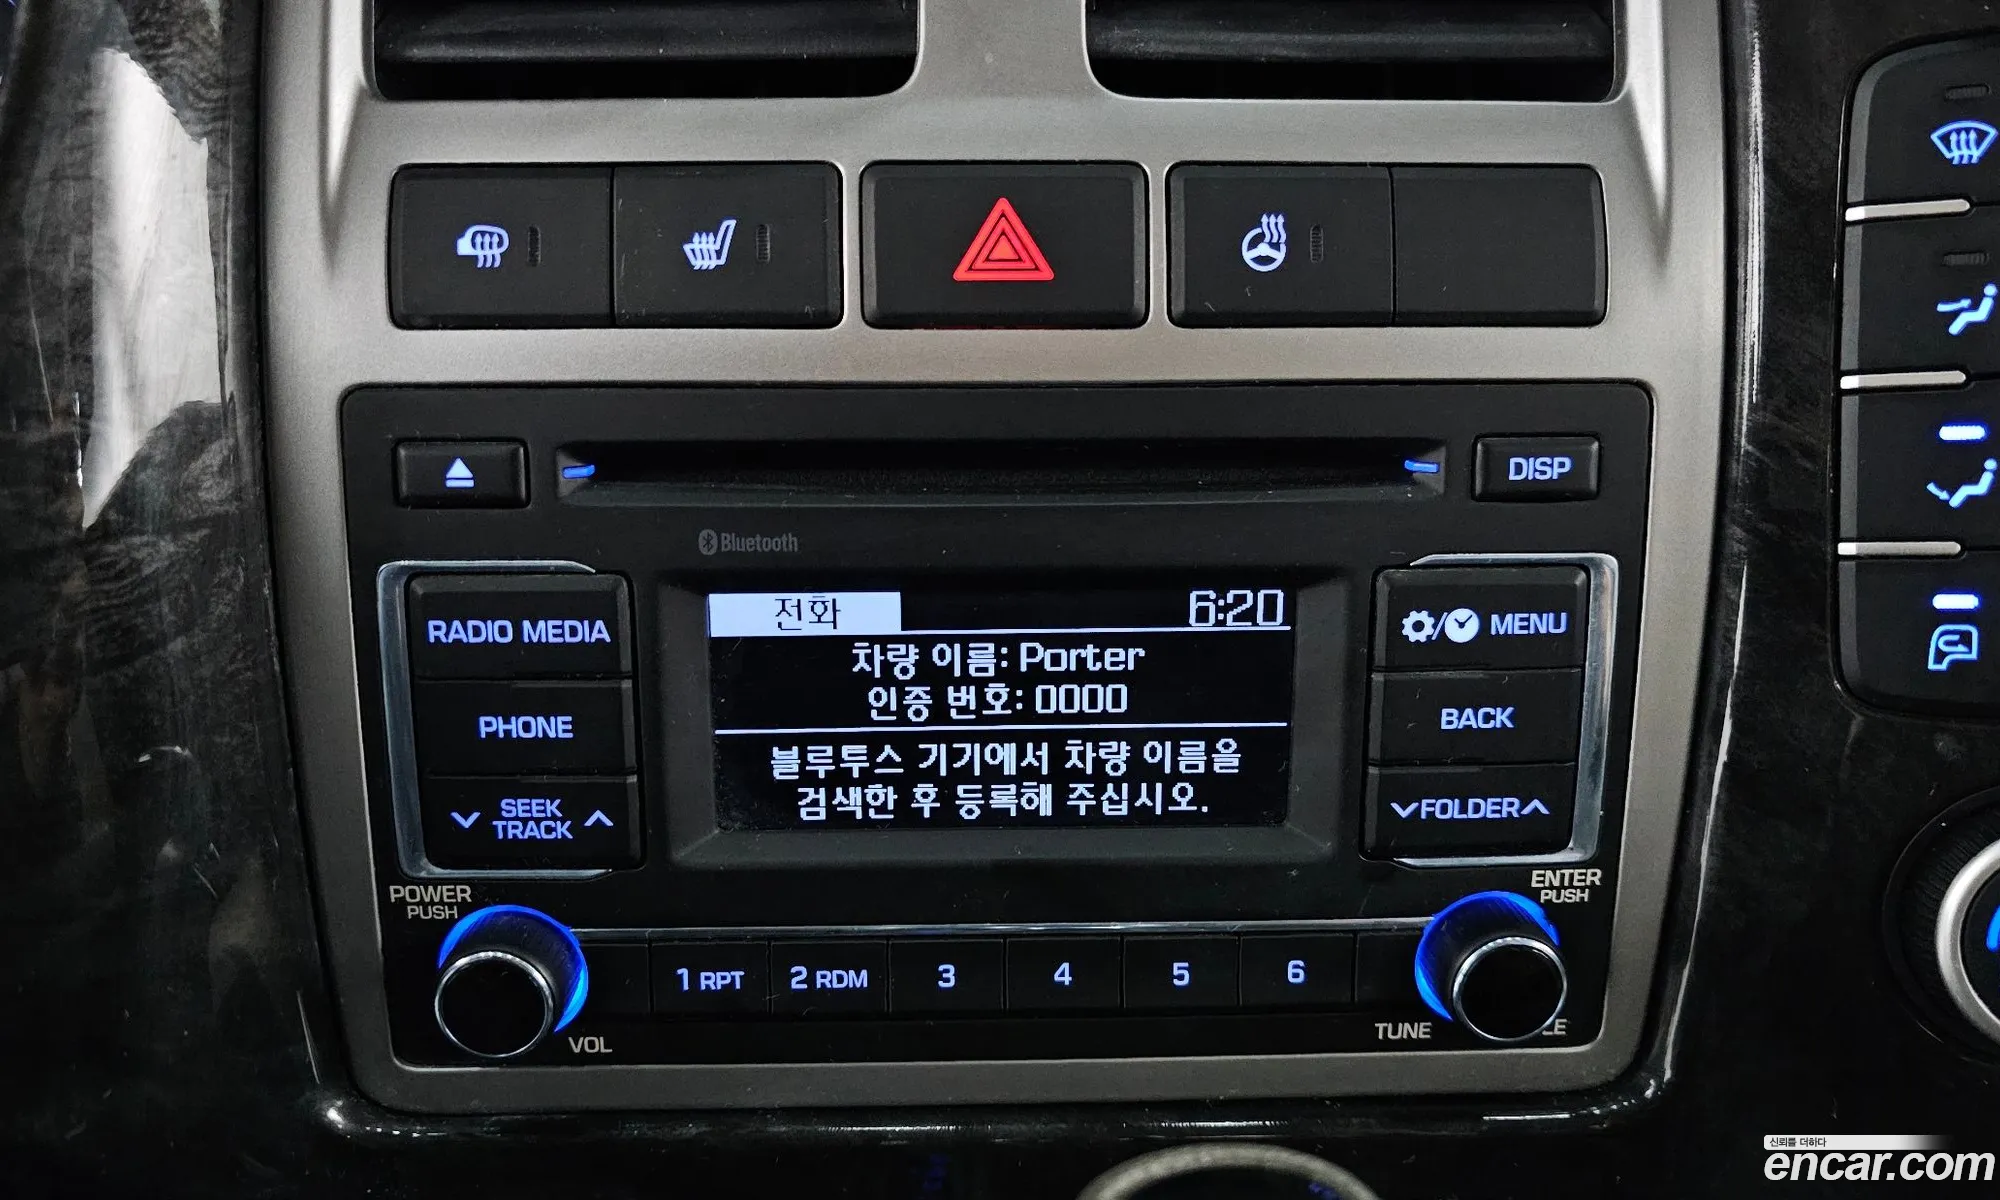 DISP
Bluetooth
RADIO MEDIA
PHONE
SEEK
TRACK
전화
6:20
차량 이름: Porter
인증 번호: 0000
블루투스 기기에서 차량 이름을
검색한 후 등록해 주십시오.
/ MENU
BACK
FOLDER
POWER
PUSH
VOL
1 RPT
2 RDM
3
4
5
6
ENTER
PUSH
TUNE
신뢰를 더하다
encar.com